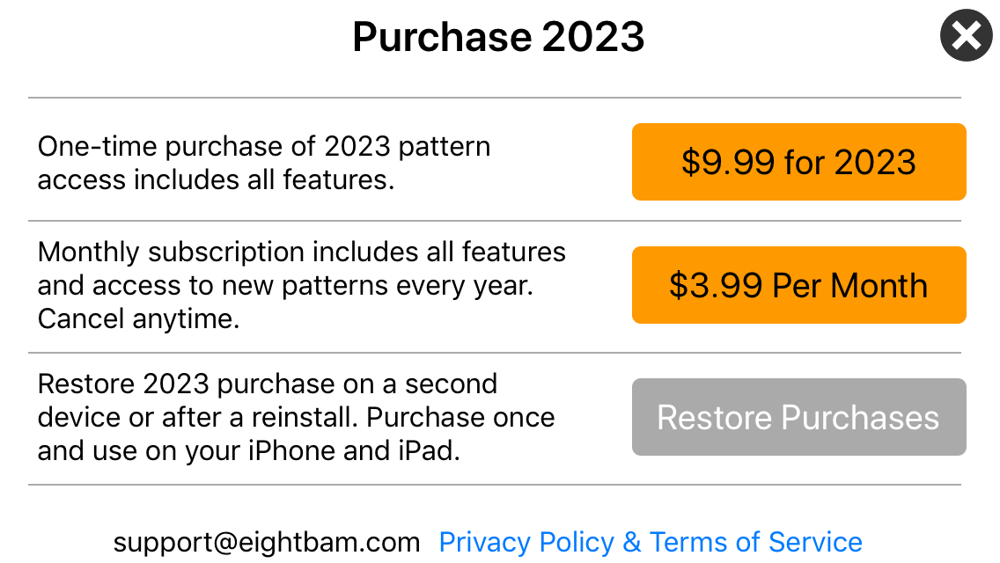 Purchase 2023
One-time purchase of 2023 pattern
access includes all features.
$9.99 for 2023
Monthly subscription includes all features
and access to new patterns every year.
Cancel anytime.
$3.99 Per Month
Restore 2023 purchase on a second
device or after a reinstall. Purchase once
and use on your iPhone and iPad.
Restore Purchases
support@eightbam.com Privacy Policy & Terms of Service